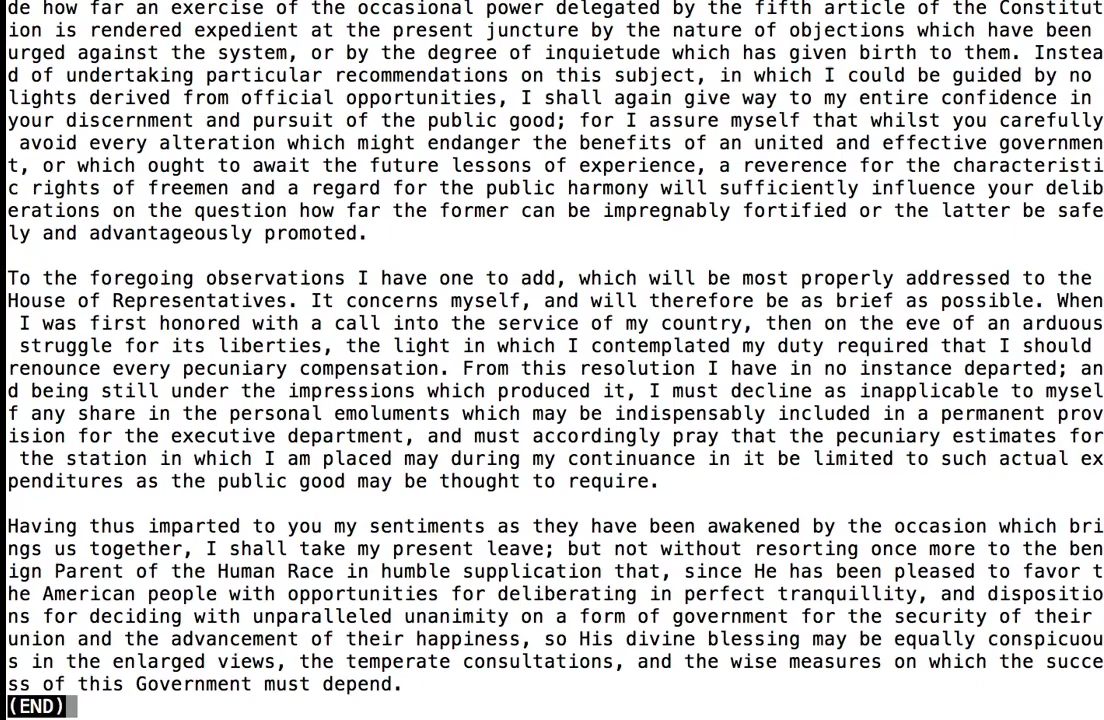 de how far an exercise of the occasional power delegated by the fifth article of the Constitut
ion is rendered expedient at the present juncture by the nature of objections which have been
urged against the system, or by the degree of inquietude which has given birth to them. Instea
d of undertaking particular recommendations on this subject, in which I could be guided by no
lights derived from official opportunities, I shall again give way to my entire confidence in
your discernment and pursuit of the public good; for I assure myself that whilst you carefully
avoid every alteration which might endanger the benefits of an united and effective governmen
t, or which ought to await the future lessons of experience, a reverence for the characteristi
c rights of freemen and a regard for the public harmony will sufficiently influence your delib
erations on the question how far the former can be impregnably fortified or the latter be safe
ly and advantageously promoted.

To the foregoing observations I have one to add, which will be most properly addressed to the
House of Representatives. It concerns myself, and will therefore be as brief as possible. When
I was first honored with a call into the service of my country, then on the eve of an arduous
struggle for its liberties, the light in which I contemplated my duty required that I should
renounce every pecuniary compensation. From this resolution I have in no instance departed; an
d being still under the impressions which produced it, I must decline as inapplicable to mysel
f any share in the personal emoluments which may be indispensably included in a permanent prov
ision for the executive department, and must accordingly pray that the pecuniary estimates for
the station in which I am placed may during my continuance in it be limited to such actual ex
penditures as the public good may be thought to require.

Having thus imparted to you my sentiments as they have been awakened by the occasion which bri
ngs us together, I shall take my present leave; but not without resorting once more to the ben
ign Parent of the Human Race in humble supplication that, since He has been pleased to favor t
he American people with opportunities for deliberating in perfect tranquillity, and dispositio
ns for deciding with unparalleled unanimity on a form of government for the security of their
union and the advancement of their happiness, so His divine blessing may be equally conspicuou
s in the enlarged views, the temperate consultations, and the wise measures on which the succe
ss of this Government must depend.
(END)